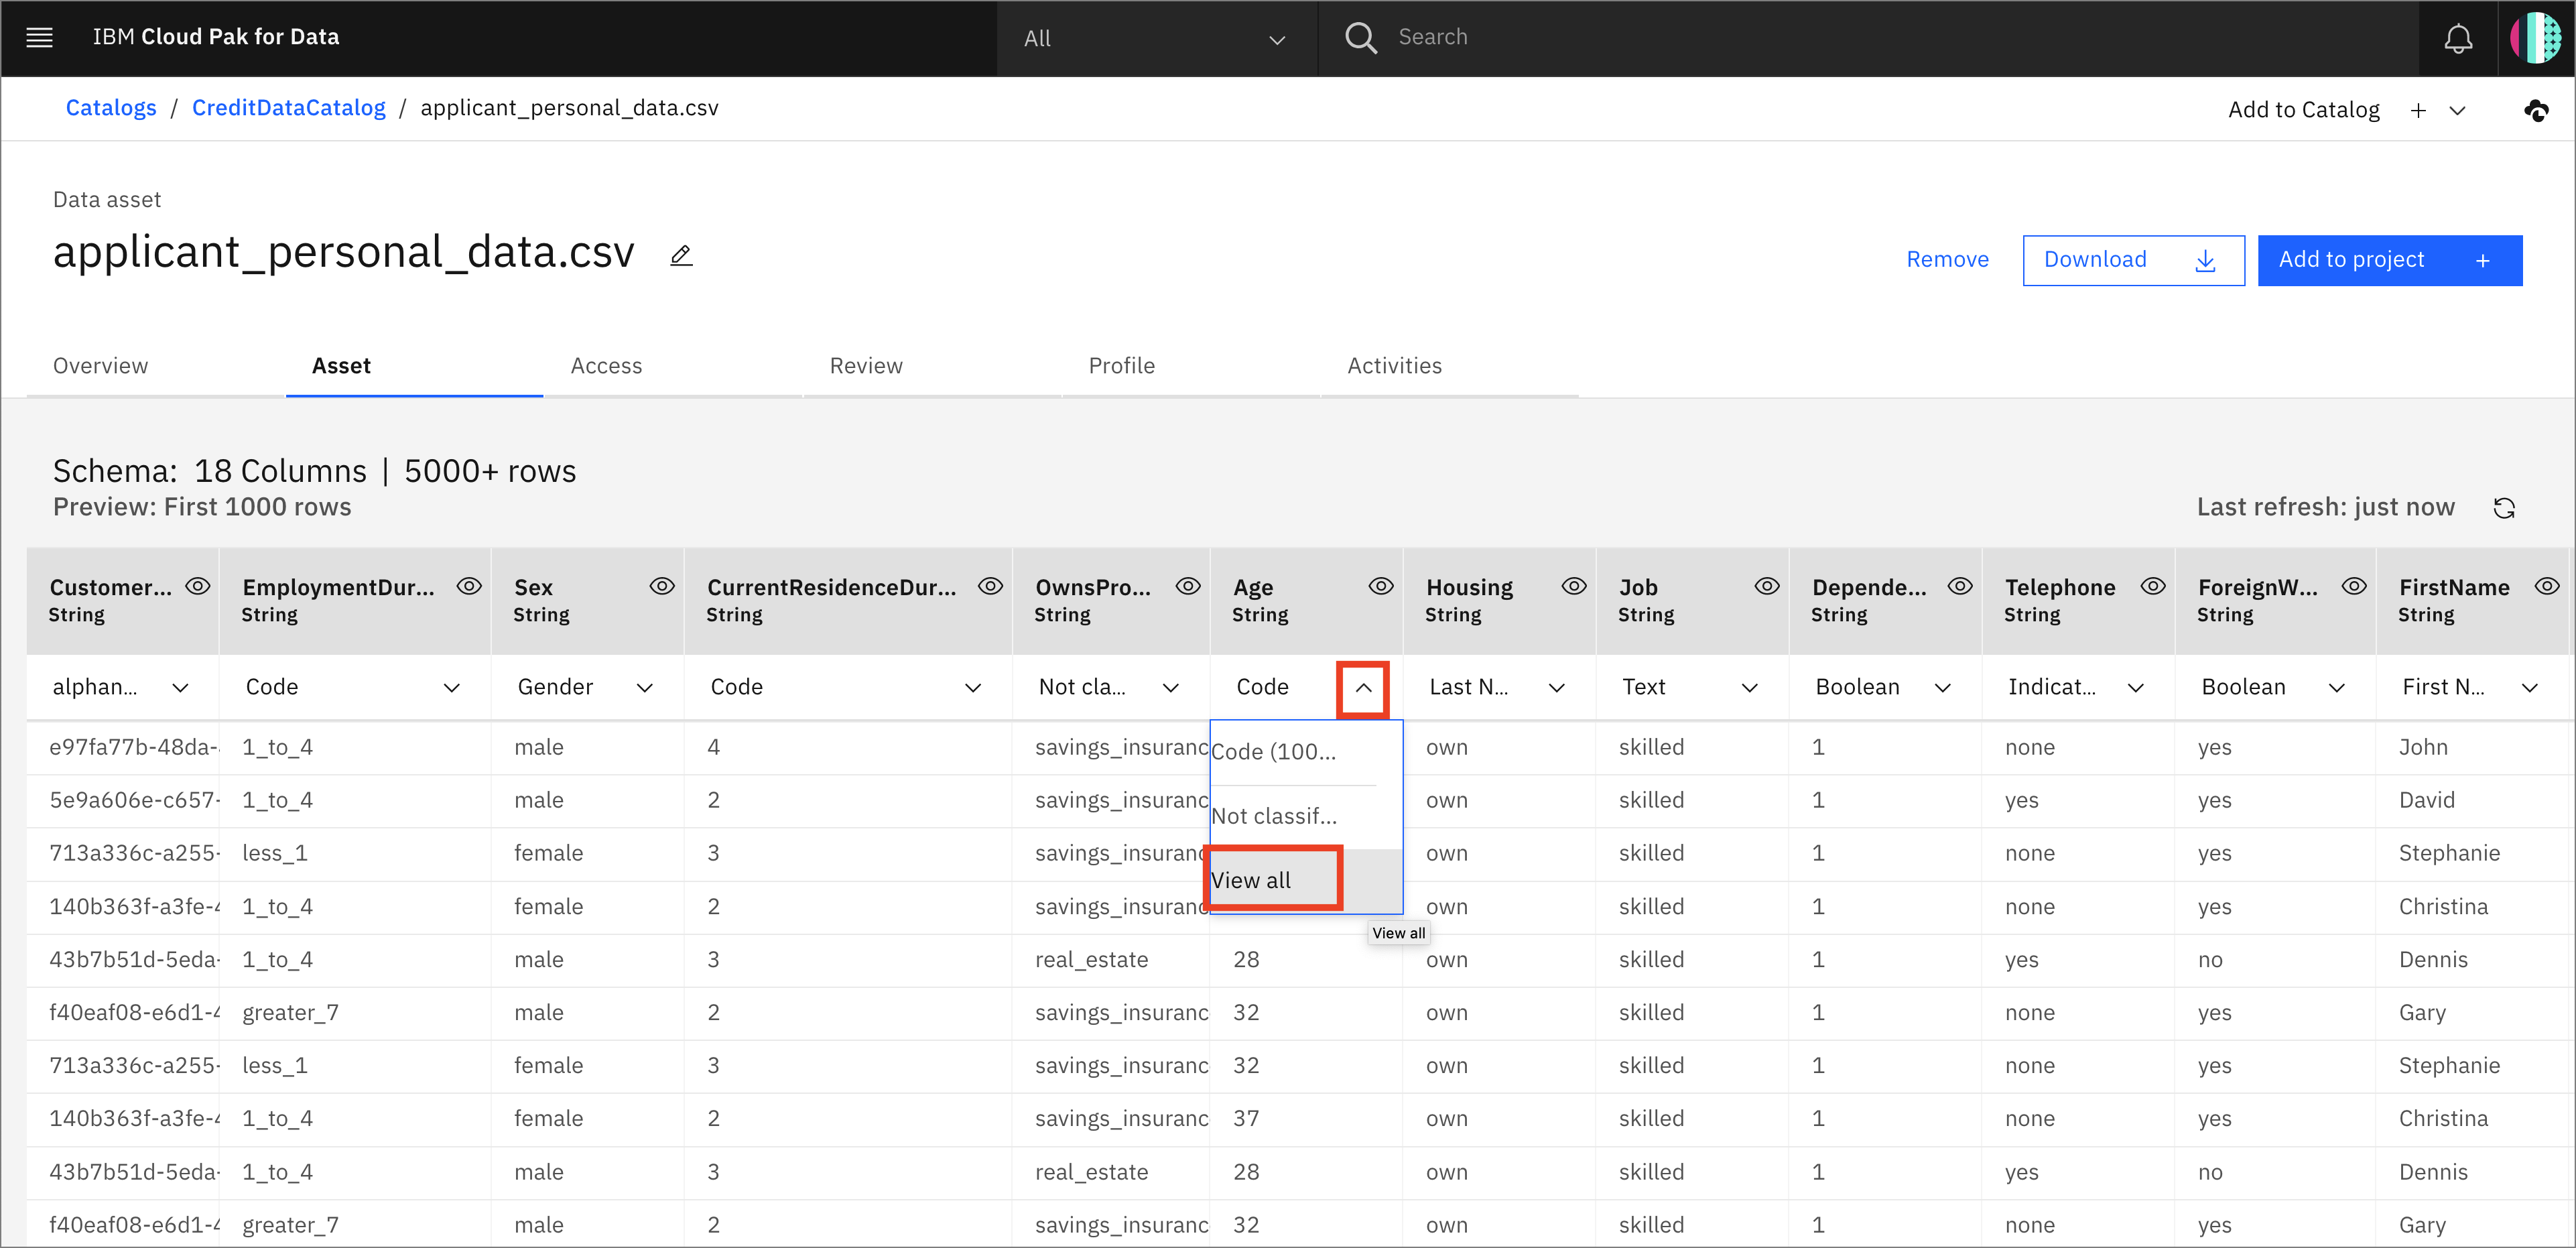 IBM Cloud Pak for Data All Search
Catalogs / CreditDataCatalog / applicant_personal_data.csv Add to Catalog +
Data asset
applicant_personal_data.csv
Remove Download Add to project +
Overview Asset Access Review Profile Activities
Schema: 18 Columns | 5000+ rows
Preview: First 1000 rows Last refresh: just now
Customer... EmploymentDur... Sex CurrentResidenceDur... OwnsPro... Age Housing Job Depende... Telephone ForeignW... FirstName
String String String String String String String String String String String String
alphan... Code Gender Code Not cla... Code Last N... Text Boolean Indicat... Boolean First N...
e97fa77b-48da- 1_to_4 male 4 savings_insuranc own skilled 1 none yes John
Code (100...
5e9a606e-c657- 1_to_4 male 2 savings_insuranc own skilled 1 yes yes David
Not classif...
713a336c-a255- less_1 female 3 savings_insuranc own skilled 1 none yes Stephanie
View all
140b363f-a3fe-4 1_to_4 female 2 savings_insuranc own skilled 1 none yes Christina
View all
43b7b51d-5eda- 1_to_4 male 3 real_estate 28 own skilled 1 yes no Dennis
f40eaf08-e6d1-4 greater_7 male 2 savings_insuranc 32 own skilled 1 none yes Gary
713a336c-a255- less_1 female 3 savings_insuranc 32 own skilled 1 none yes Stephanie
140b363f-a3fe-4 1_to_4 female 2 savings_insuranc 37 own skilled 1 none yes Christina
43b7b51d-5eda- 1_to_4 male 3 real_estate 28 own skilled 1 yes no Dennis
f40eaf08-e6d1-4 greater_7 male 2 savings_insuranc 32 own skilled 1 none yes Gary